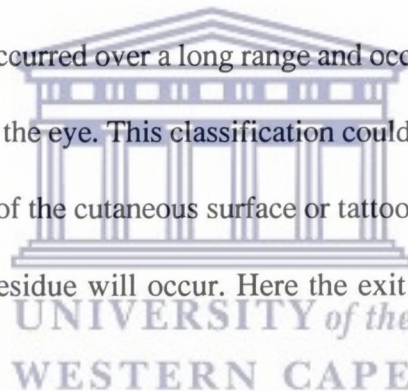 ccurred over a long range and occ
the eye. This classification could
of the cutaneous surface or tattoo
esidue will occur. Here the exit
UNIVERSITY of the
WESTERN CAPE